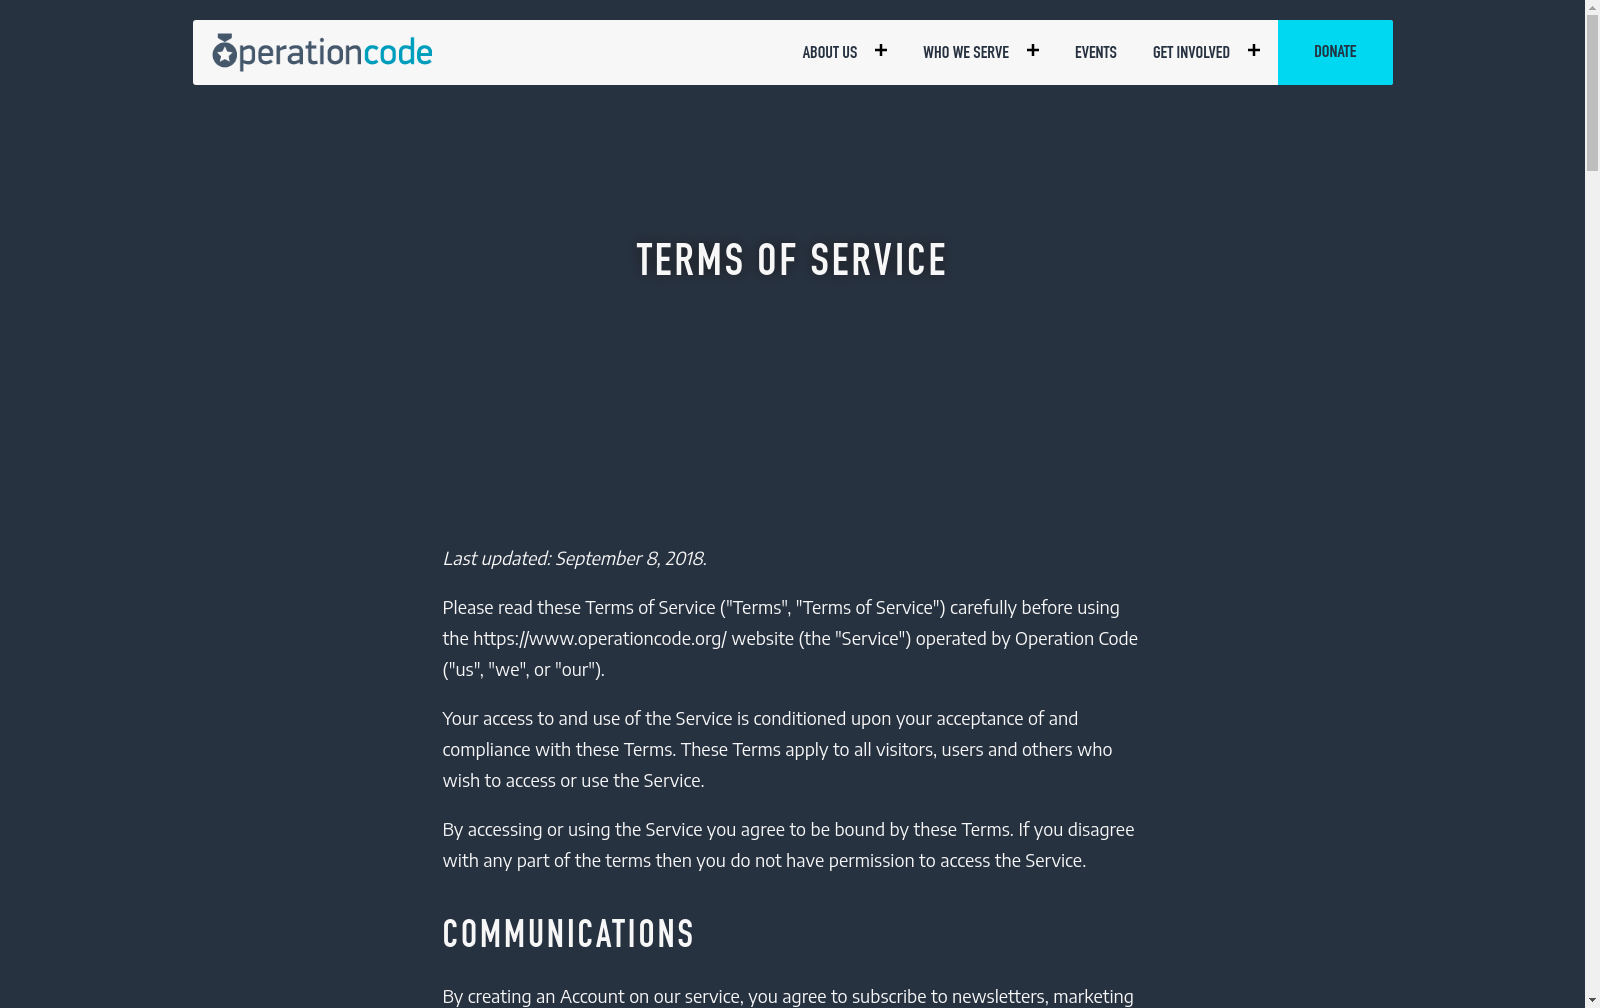 operationcode
ABOUT US
WHO WE SERVE
EVENTS
GET INVOLVED
DONATE
TERMS OF SERVICE
Last updated: September 8, 2018.
Please read these Terms of Service ("Terms", "Terms of Service") carefully before using
the https://www.operationcode.org/ website (the "Service") operated by Operation Code
("us", "we", or "our").
Your access to and use of the Service is conditioned upon your acceptance of and
compliance with these Terms. These Terms apply to all visitors, users and others who
wish to access or use the Service.
By accessing or using the Service you agree to be bound by these Terms. If you disagree
with any part of the terms then you do not have permission to access the Service.
COMMUNICATIONS
By creating an Account on our service, you agree to subscribe to newsletters, marketing